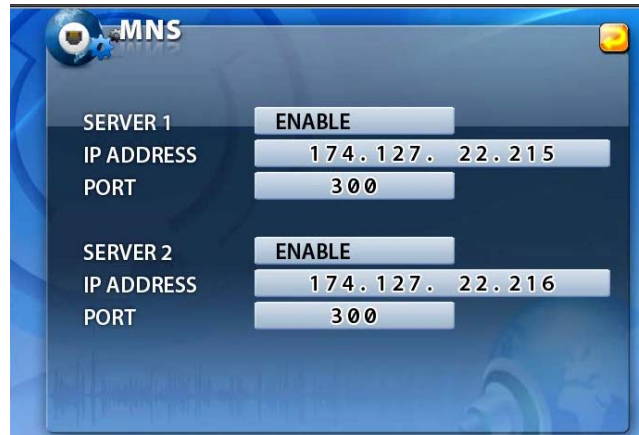 MNS
SERVER 1 ENABLE
IP ADDRESS 174.127. 22.215
PORT 300
SERVER 2 ENABLE
IP ADDRESS 174.127. 22.216
PORT 300